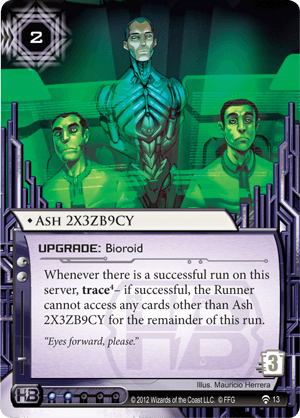 2
♦ Ash 2X3ZB9CY
UPGRADE: Bioroid
Whenever there is a successful run on this
server, trace⁴– if successful, the Runner
cannot access any cards other than Ash
2X3ZB9CY for the remainder of this run.
"Eyes forward, please."
3
Illus. Mauricio Herrera
HB
© 2012 Wizards of the Coast LLC. © FFG
13